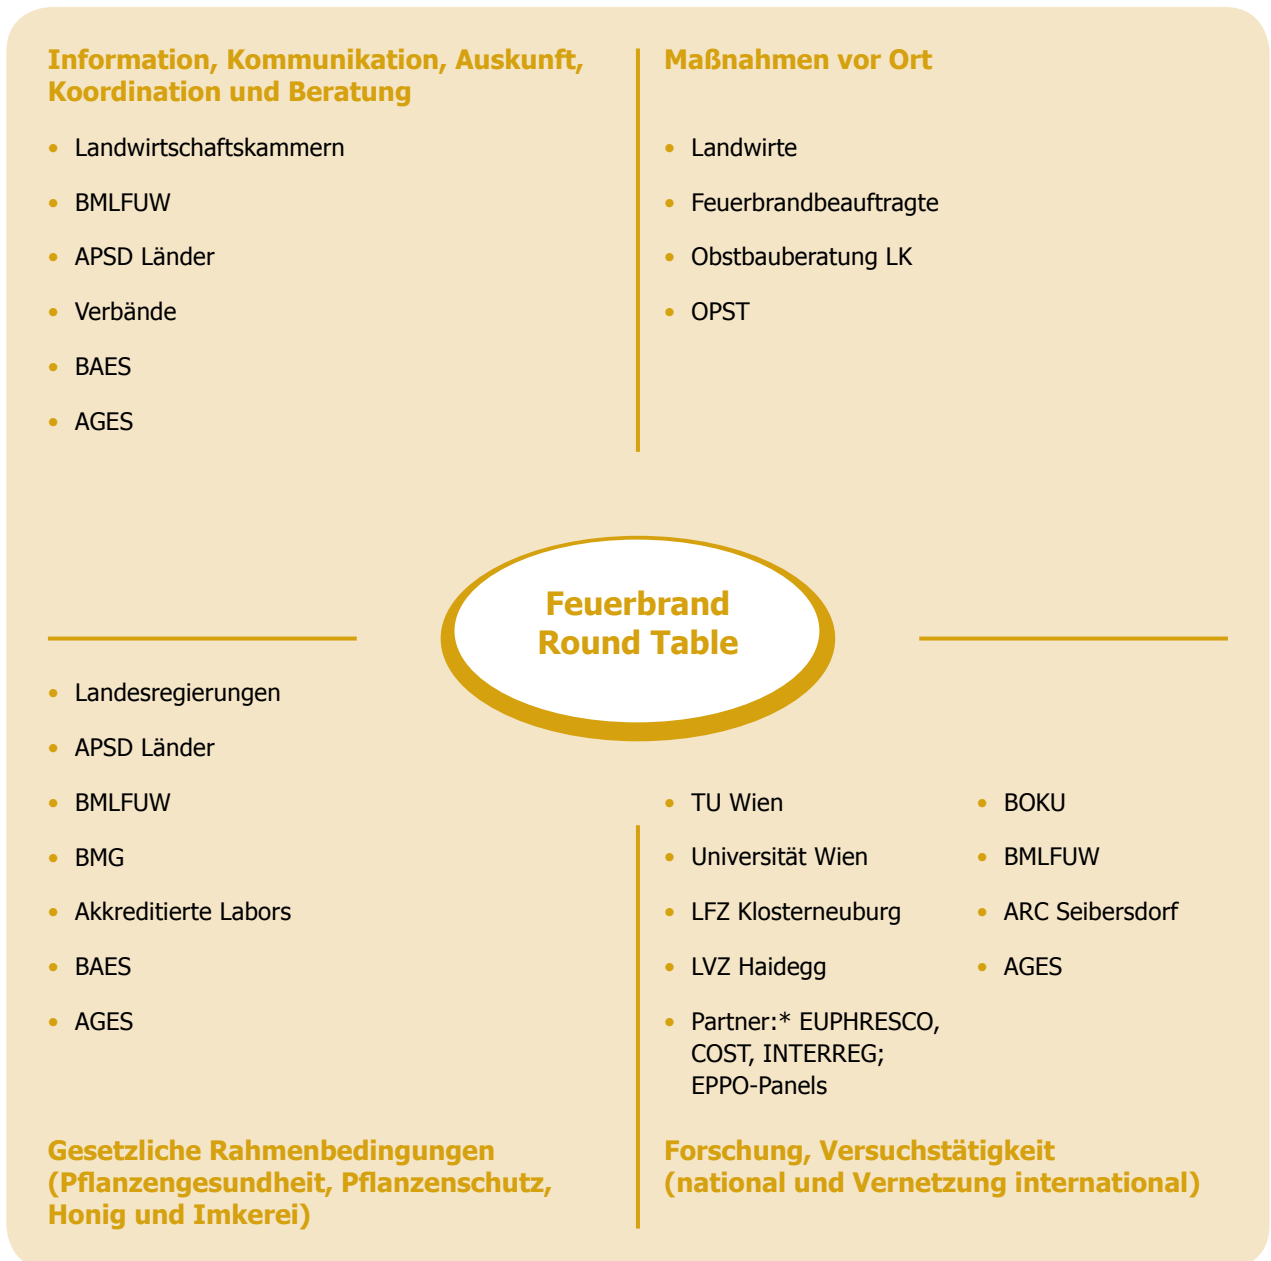 Information, Kommunikation, Auskunft,
Koordination und Beratung
• Landwirtschaftskammern
• BMLFUW
• APSD Länder
• Verbände
• BAES
• AGES
Maßnahmen vor Ort
• Landwirte
• Feuerbrandbeauftragte
• Obstbauberatung LK
• OPST
Feuerbrand
Round Table
• Landesregierungen
• APSD Länder
• BMLFUW
• BMG
• Akkreditierte Labors
• BAES
• AGES
Gesetzliche Rahmenbedingungen
(Pflanzengesundheit, Pflanzenschutz,
Honig und Imkerei)
• TU Wien
• Universität Wien
• LFZ Klosterneuburg
• LVZ Haidegg
• Partner:* EUPHRESCO,
COST, INTERREG;
EPPO-Panels
• BOKU
• BMLFUW
• ARC Seibersdorf
• AGES
Forschung, Versuchstätigkeit
(national und Vernetzung international)